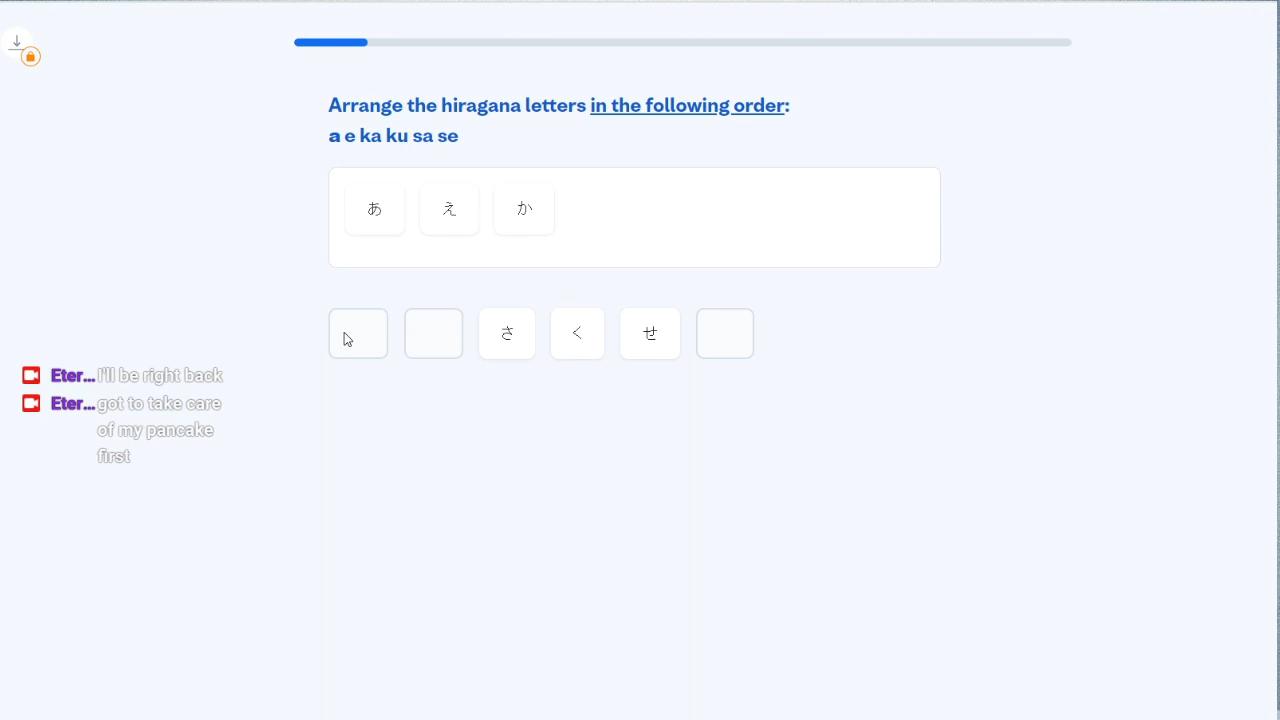 Arrange the hiragana letters in the following order:
a e ka ku sa se
あ え か
さ く せ
Eter... I'll be right back
Eter... got to take care
of my pancake
first